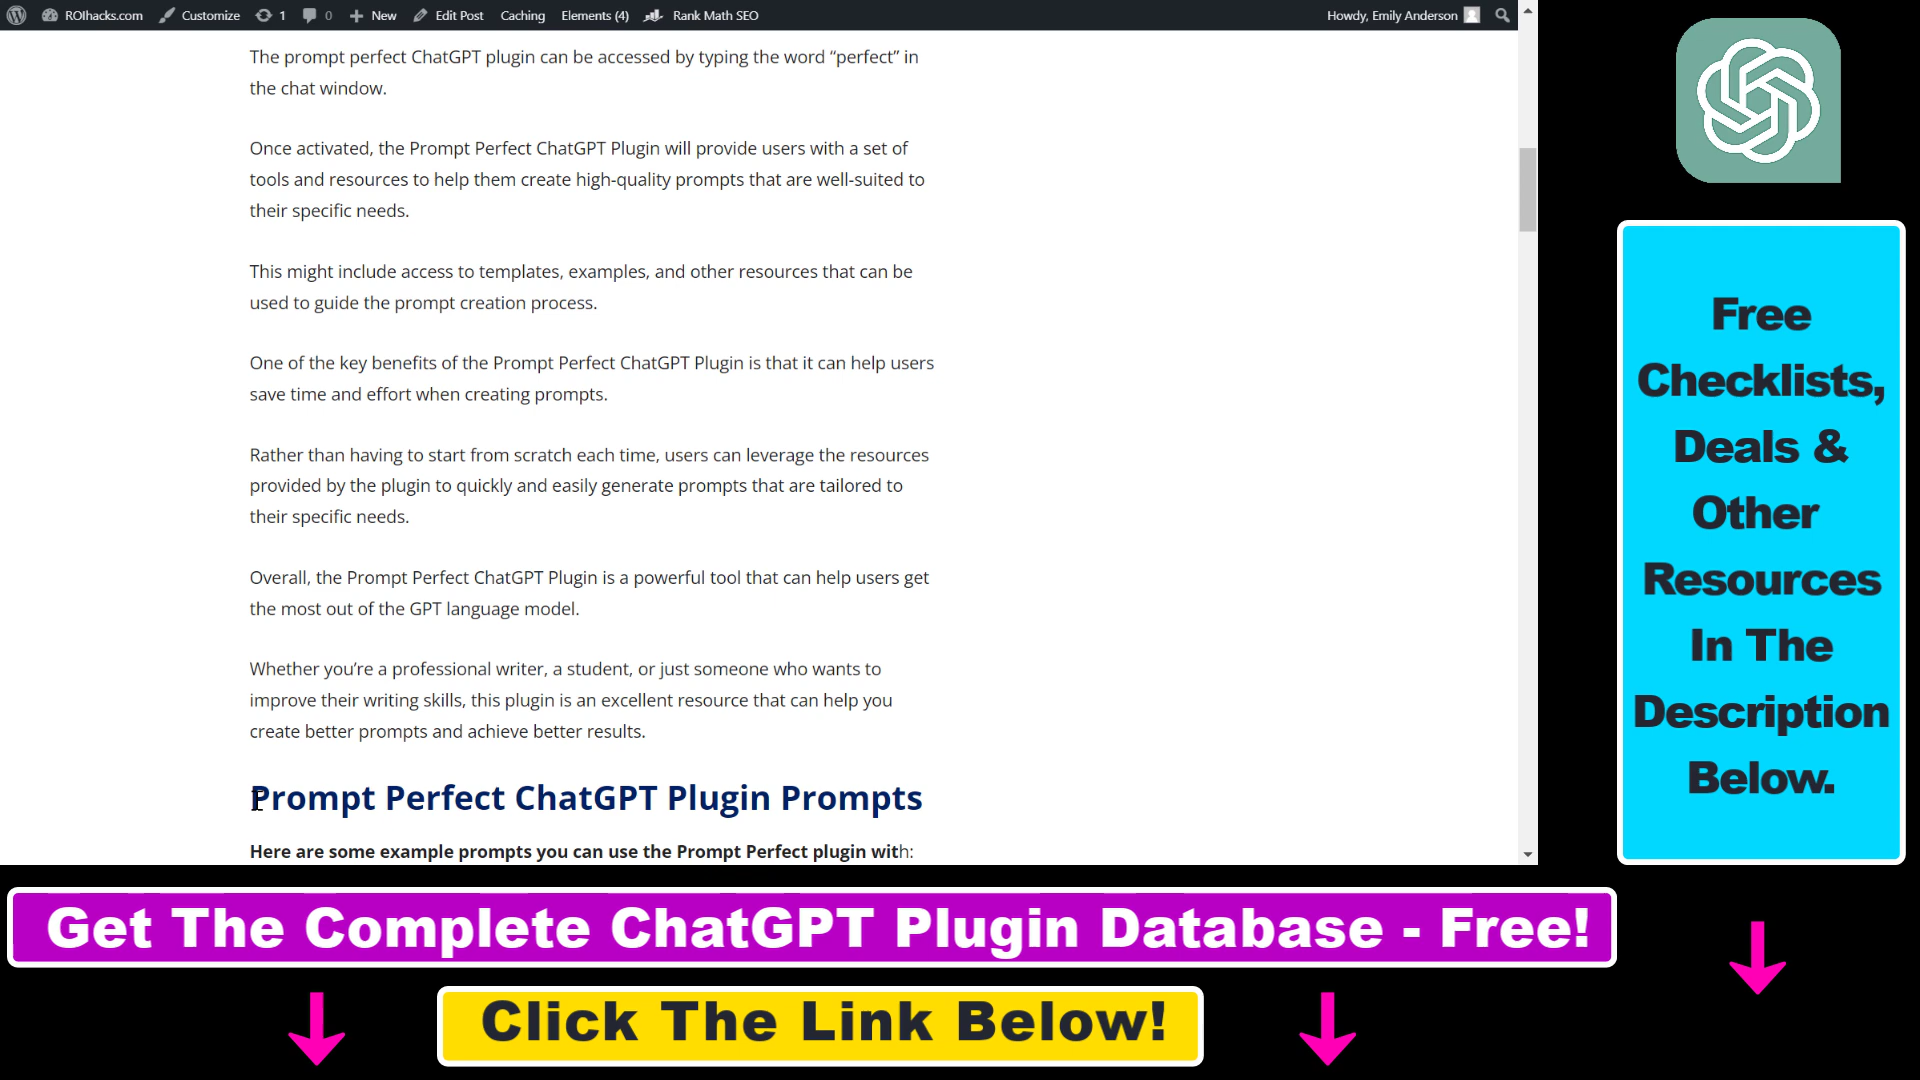 ROIhacks.com Customize 1 0 New Edit Post Caching Elements (4) Rank Math SEO Howdy, Emily Anderson
The prompt perfect ChatGPT plugin can be accessed by typing the word “perfect” in
the chat window.
Once activated, the Prompt Perfect ChatGPT Plugin will provide users with a set of
tools and resources to help them create high-quality prompts that are well-suited to
their specific needs.
This might include access to templates, examples, and other resources that can be
used to guide the prompt creation process.
One of the key benefits of the Prompt Perfect ChatGPT Plugin is that it can help users
save time and effort when creating prompts.
Rather than having to start from scratch each time, users can leverage the resources
provided by the plugin to quickly and easily generate prompts that are tailored to
their specific needs.
Overall, the Prompt Perfect ChatGPT Plugin is a powerful tool that can help users get
the most out of the GPT language model.
Whether you’re a professional writer, a student, or just someone who wants to
improve their writing skills, this plugin is an excellent resource that can help you
create better prompts and achieve better results.
Prompt Perfect ChatGPT Plugin Prompts
Here are some example prompts you can use the Prompt Perfect plugin with:
Free
Checklists,
Deals &
Other
Resources
In The
Description
Below.
Get The Complete ChatGPT Plugin Database - Free!
Click The Link Below!